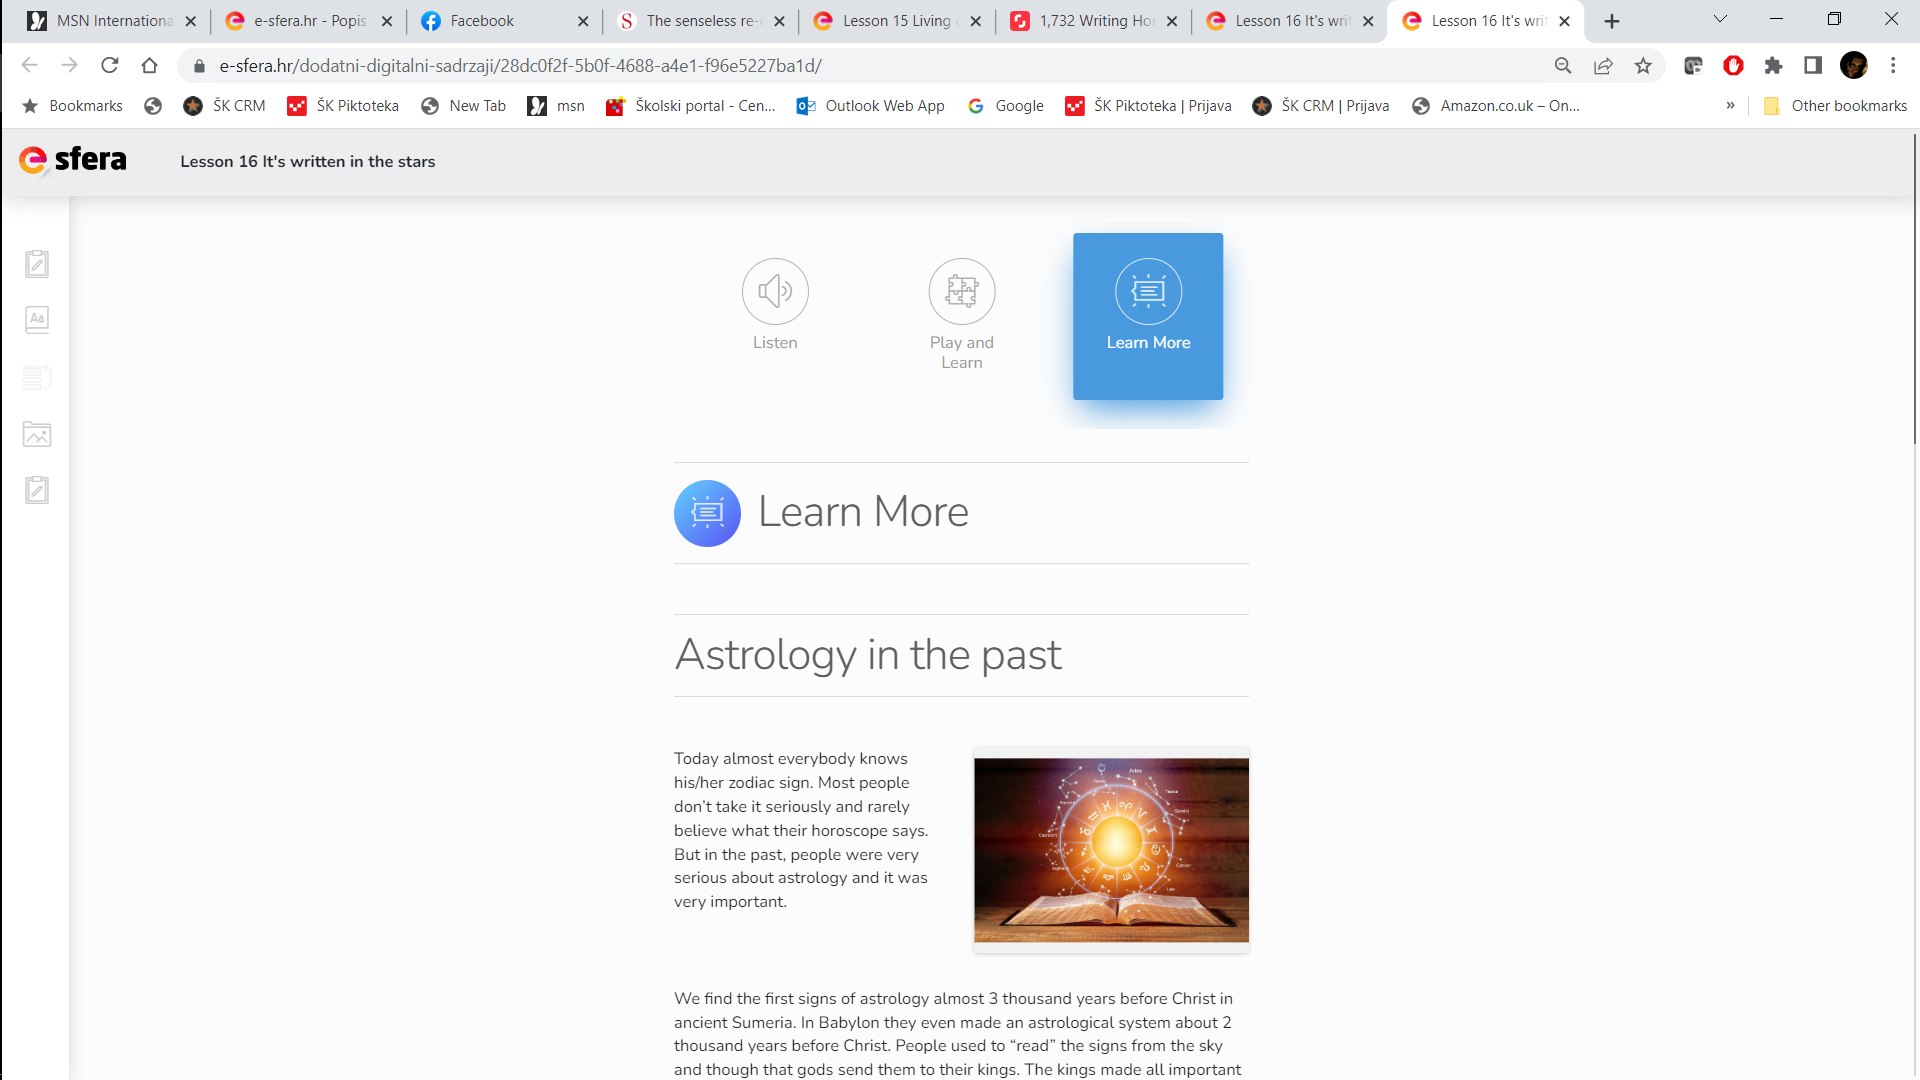 MSN Internationa
e-sfera.hr - Popis
Facebook
The senseless re-e
Lesson 15 Living o
1,732 Writing Hor
Lesson 16 It's writ
Lesson 16 It's writ
e-sfera.hr/dodatni-digitalni-sadrzaji/28dc0f2f-5b0f-4688-a4e1-f96e5227ba1d/
Bookmarks
ŠK CRM
ŠK Piktoteka
New Tab
msn
Školski portal - Cen...
Outlook Web App
Google
ŠK Piktoteka | Prijava
ŠK CRM | Prijava
Amazon.co.uk – On...
»
Other bookmarks
e sfera
Lesson 16 It's written in the stars
Aa
Listen
Play and
Learn
Learn More
Learn More
Astrology in the past
Today almost everybody knows
his/her zodiac sign. Most people
don’t take it seriously and rarely
believe what their horoscope says.
But in the past, people were very
serious about astrology and it was
very important.
Aries
Leo
We find the first signs of astrology almost 3 thousand years before Christ in
ancient Sumeria. In Babylon they even made an astrological system about 2
thousand years before Christ. People used to “read” the signs from the sky
and though that gods send them to their kings. The kings made all important